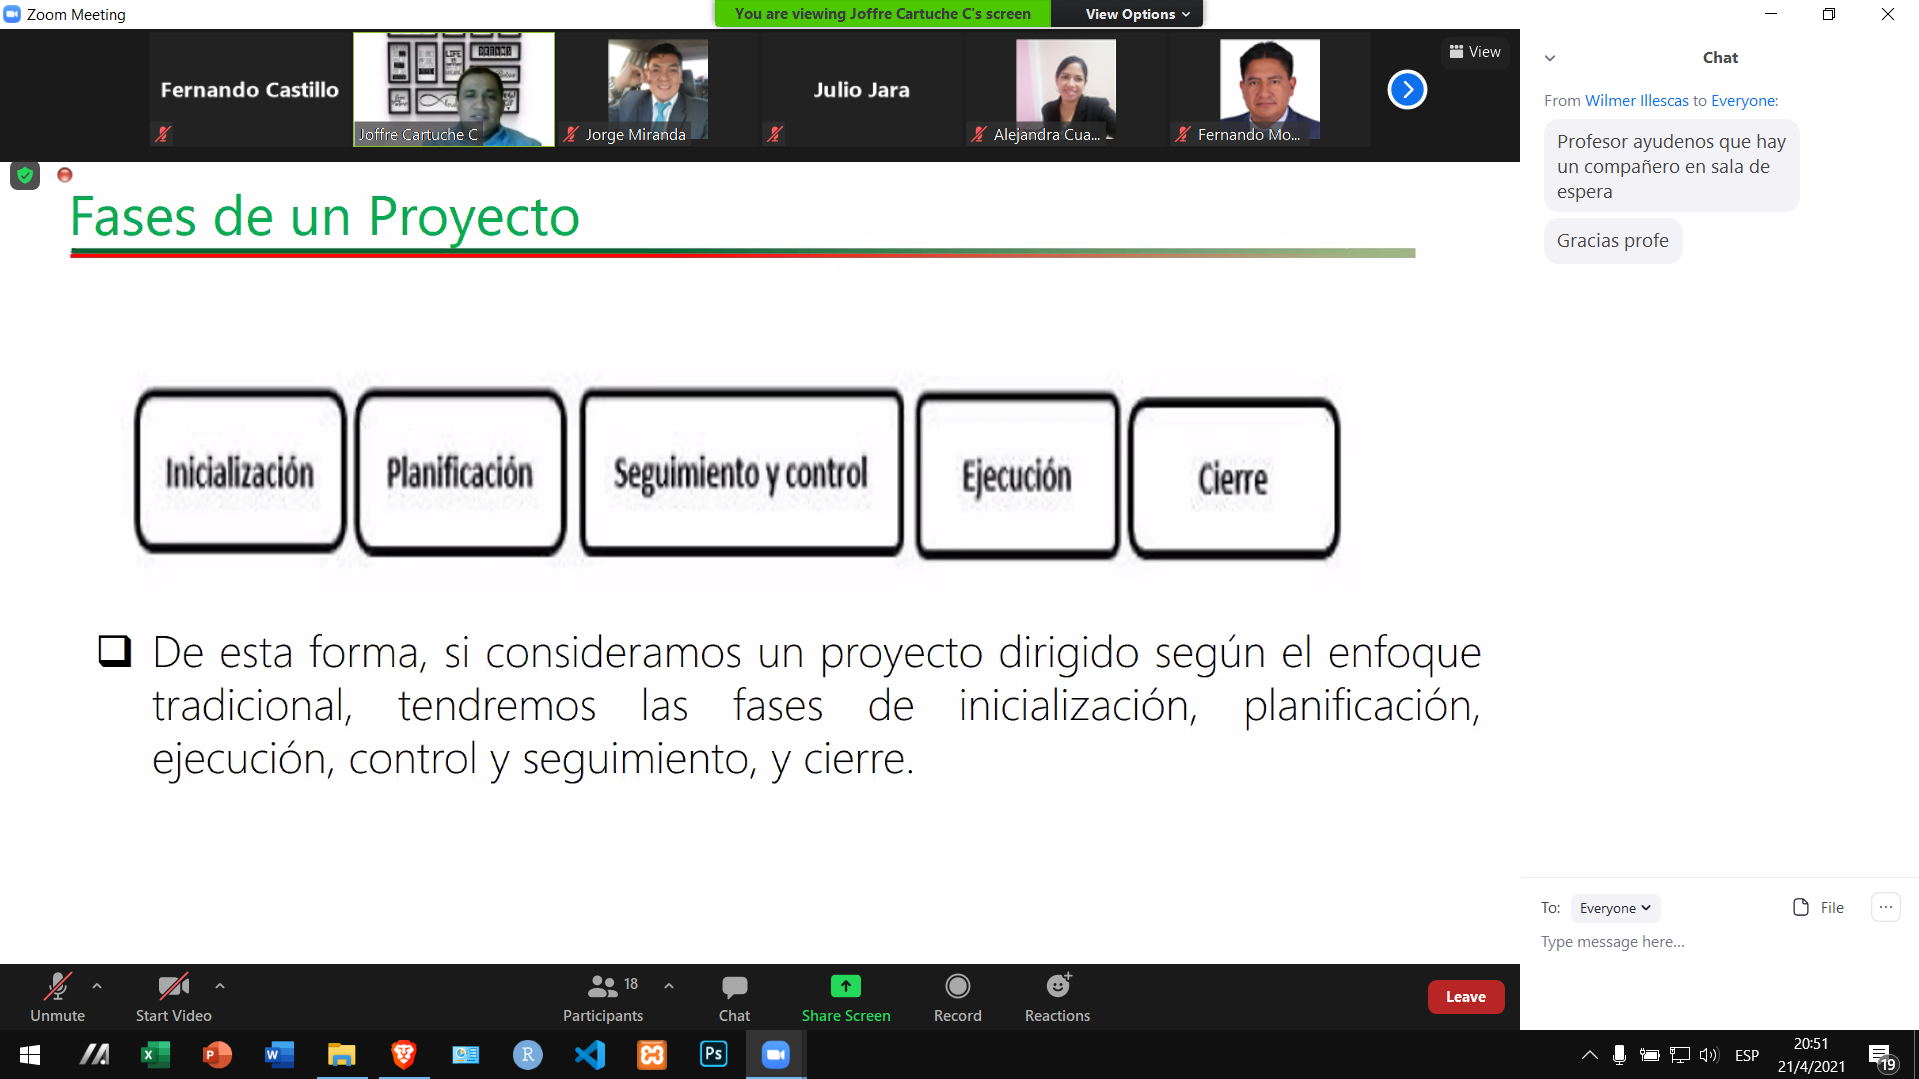 Zoom Meeting
You are viewing Joffre Cartuche C's screen
View Options
Fernando Castillo
Joffre Cartuche C
Jorge Miranda
Julio Jara
Alejandra Cua...
Fernando Mo...
View
Fases de un Proyecto
Inicialización
Planificación
Seguimiento y control
Ejecución
Cierre
De esta forma, si consideramos un proyecto dirigido según el enfoque
tradicional, tendremos las fases de inicialización, planificación,
ejecución, control y seguimiento, y cierre.
Chat
From Wilmer Illescas to Everyone:
Profesor ayudenos que hay
un compañero en sala de
espera
Gracias profe
To: Everyone
File
Type message here...
Unmute
Start Video
18
Participants
Chat
Share Screen
Record
Reactions
Leave
R
Ps
ESP
20:51
21/4/2021
19